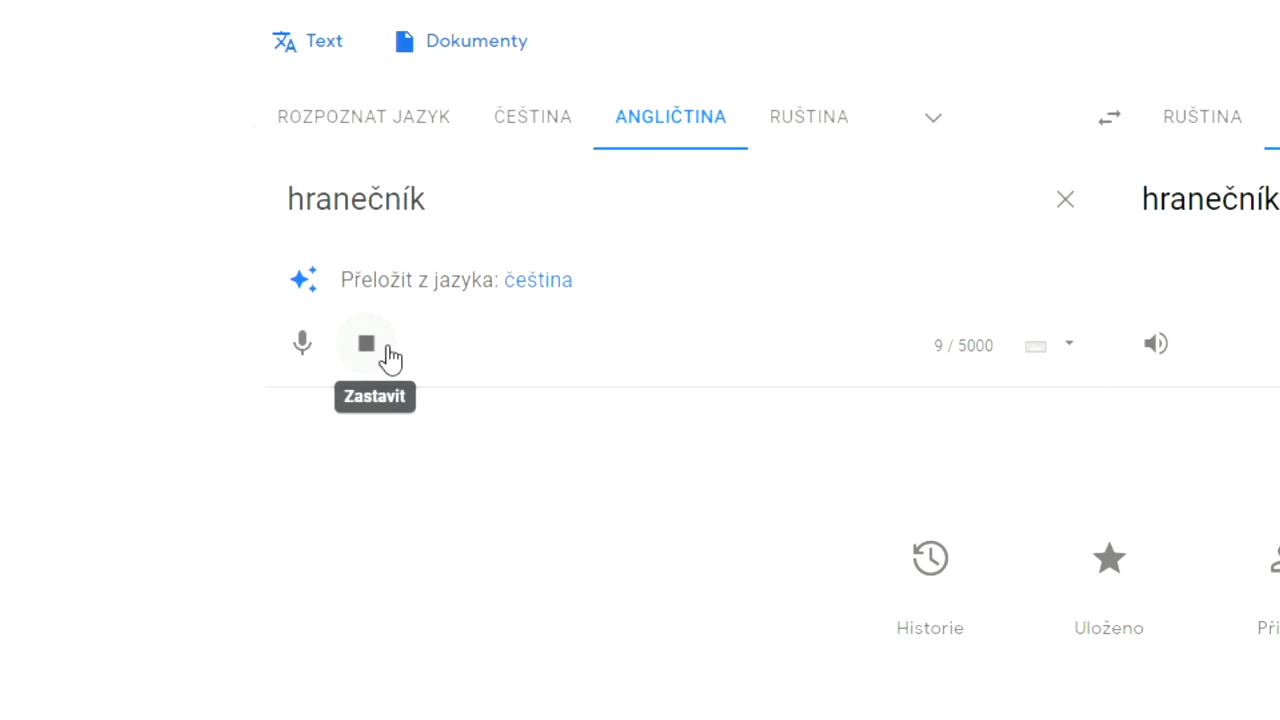 Text Dokumenty
ROZPOZNAT JAZYK ČEŠTINA ANGLIČTINA RUŠTINA RUŠTINA
hranečník hranečník
Přeložit z jazyka: čeština
9 / 5000
Zastavit
Historie Uloženo